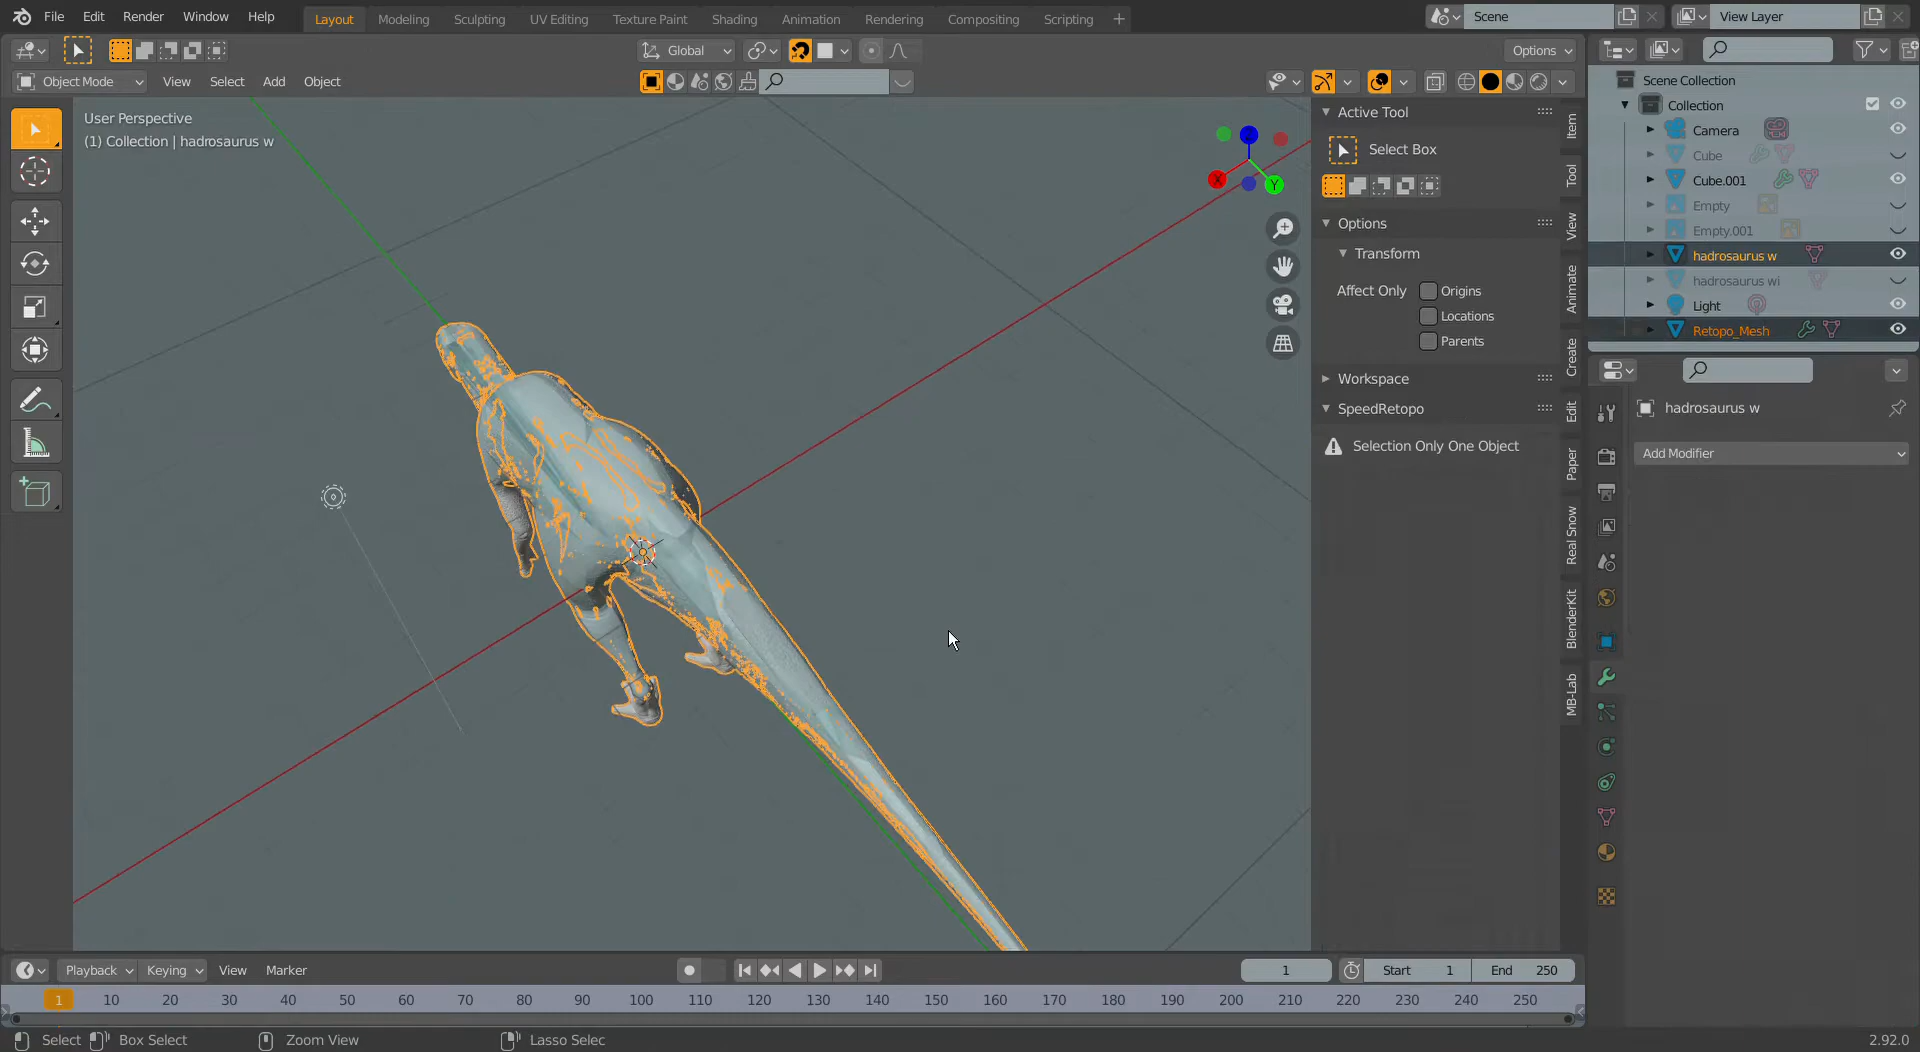 File Edit Render Window Help
Layout Modeling Sculpting UV Editing Texture Paint Shading Animation Rendering Compositing Scripting +
Scene
View Layer
Global
Options
Object Mode View Select Add Object
User Perspective
(1) Collection | hadrosaurus w
X
Y
Active Tool
Select Box
Options
Transform
Affect Only Origins
Locations
Parents
Workspace
SpeedRetopo
Selection Only One Object
Item
Tool
View
Animate
Create
Edit
Paper
Real Snow
BlenderKit
MB-Lab
Scene Collection
Collection
Camera
Cube
Cube.001
Empty
Empty.001
hadrosaurus w
hadrosaurus wi
Light
Retopo_Mesh
hadrosaurus w
Add Modifier
Playback Keying View Marker
1
Start 1
End 250
1 10 20 30 40 50 60 70 80 90 100 110 120 130 140 150 160 170 180 190 200 210 220 230 240 250
Select Box Select Zoom View Lasso Selec
2.92.0